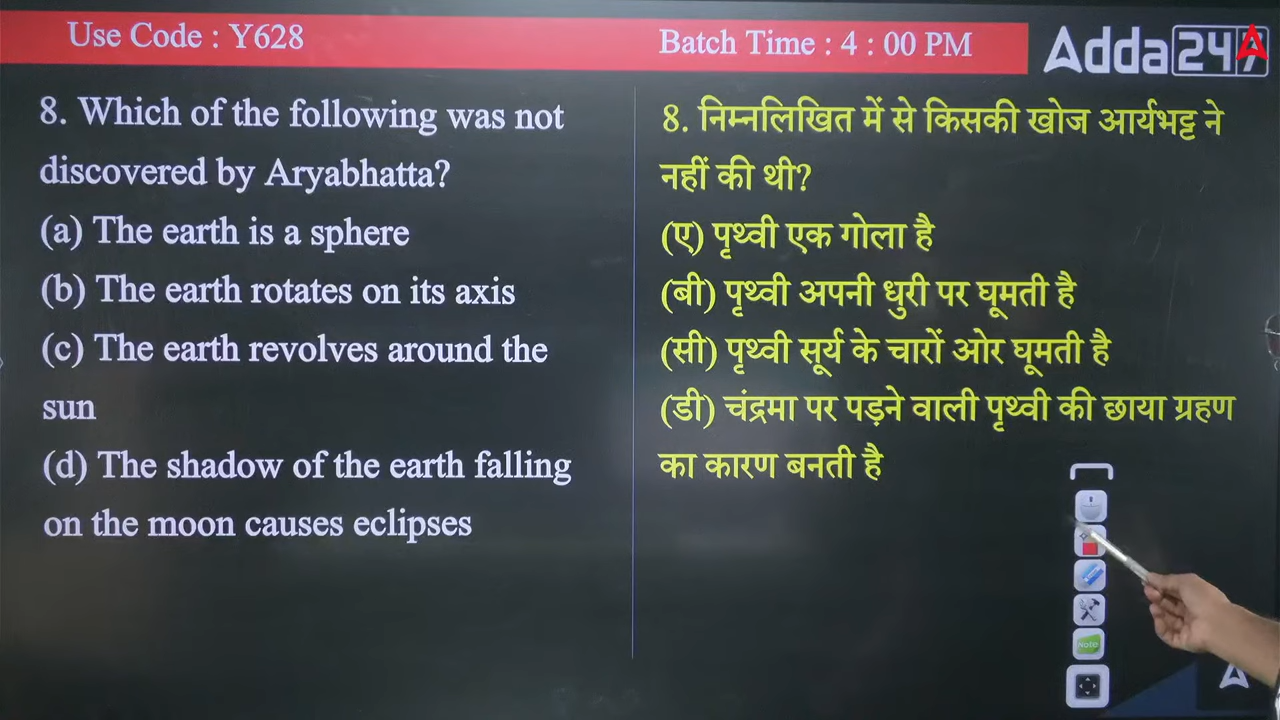 Use Code : Y628
Batch Time : 4 : 00 PM
Adda247
8. Which of the following was not
discovered by Aryabhatta?
(a) The earth is a sphere
(b) The earth rotates on its axis
(c) The earth revolves around the
sun
(d) The shadow of the earth falling
on the moon causes eclipses
8. निम्नलिखित में से किसकी खोज आर्यभट्ट ने
नहीं की थी?
(ए) पृथ्वी एक गोला है
(बी) पृथ्वी अपनी धुरी पर घूमती है
(सी) पृथ्वी सूर्य के चारों ओर घूमती है
(डी) चंद्रमा पर पड़ने वाली पृथ्वी की छाया ग्रहण
का कारण बनती है
Note